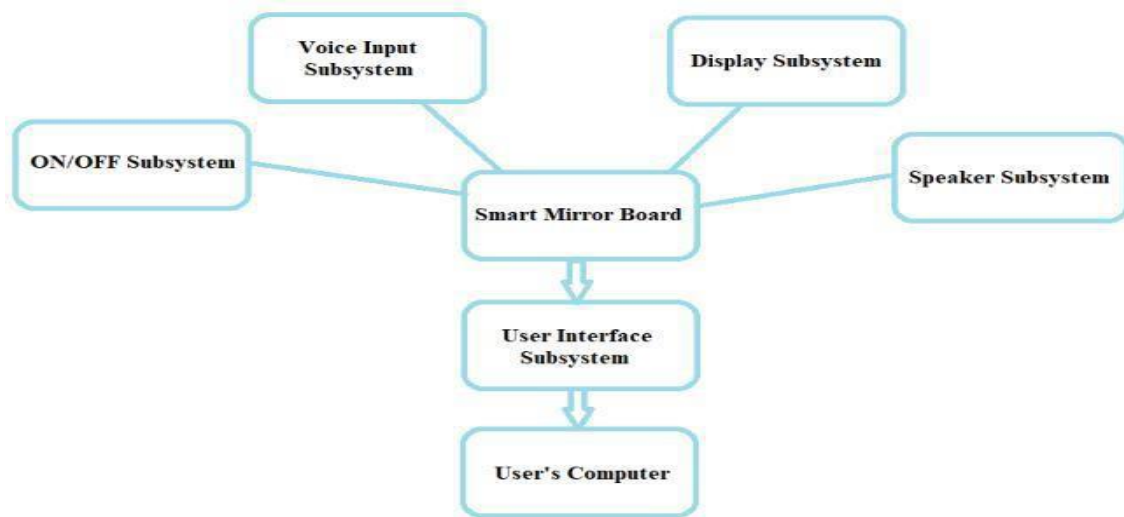 Voice Input
Subsystem
Display Subsystem
ON/OFF Subsystem
Speaker Subsystem
Smart Mirror Board
User Interface
Subsystem
User's Computer